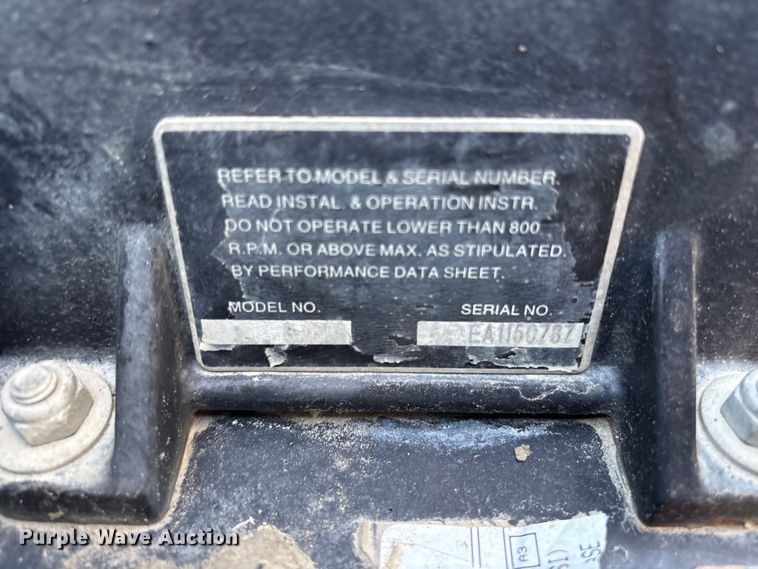 REFER TO MODEL & SERIAL NUMBER
READ INSTAL. & OPERATION INSTR.
DO NOT OPERATE LOWER THAN 800
R.P.M. OR ABOVE MAX. AS STIPULATED.
BY PERFORMANCE DATA SHEET.
MODEL NO. SERIAL NO.
A3
Purple Wave Auction